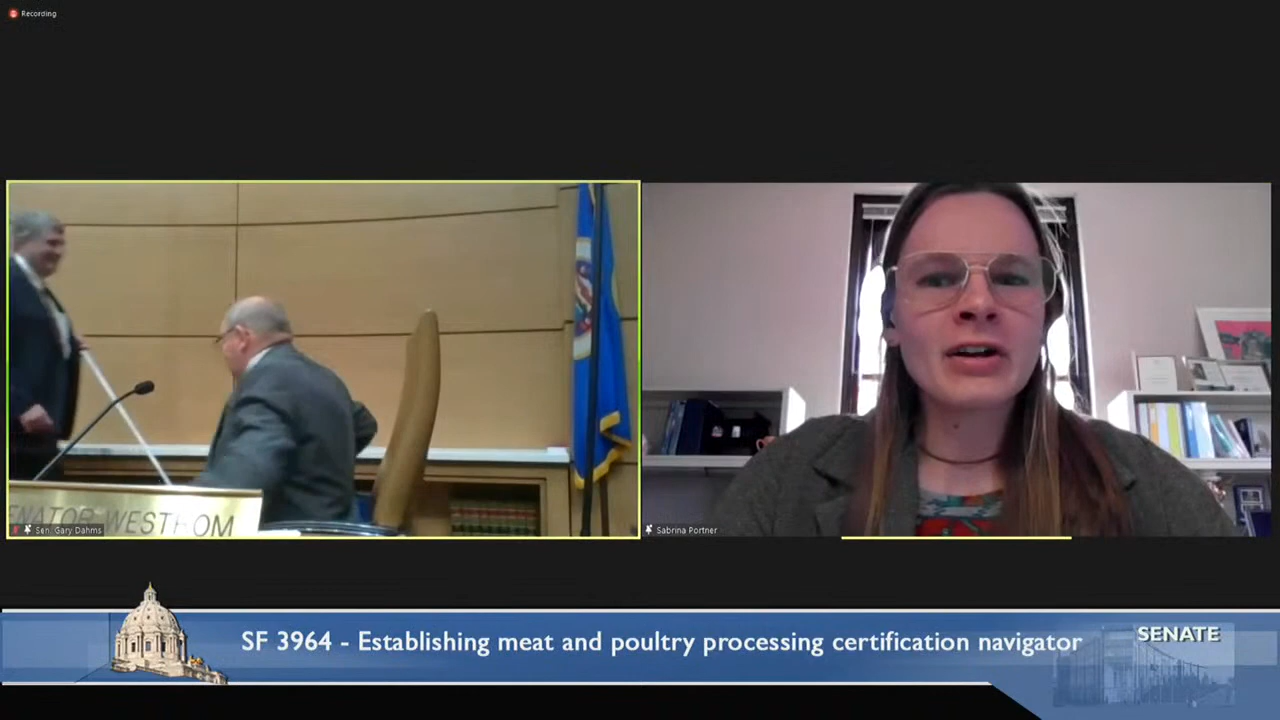 Recording
SENATOR WESTROM
Sen. Gary Dahms
Sabrina Portner
SF 3964 - Establishing meat and poultry processing certification navigator
SENATE